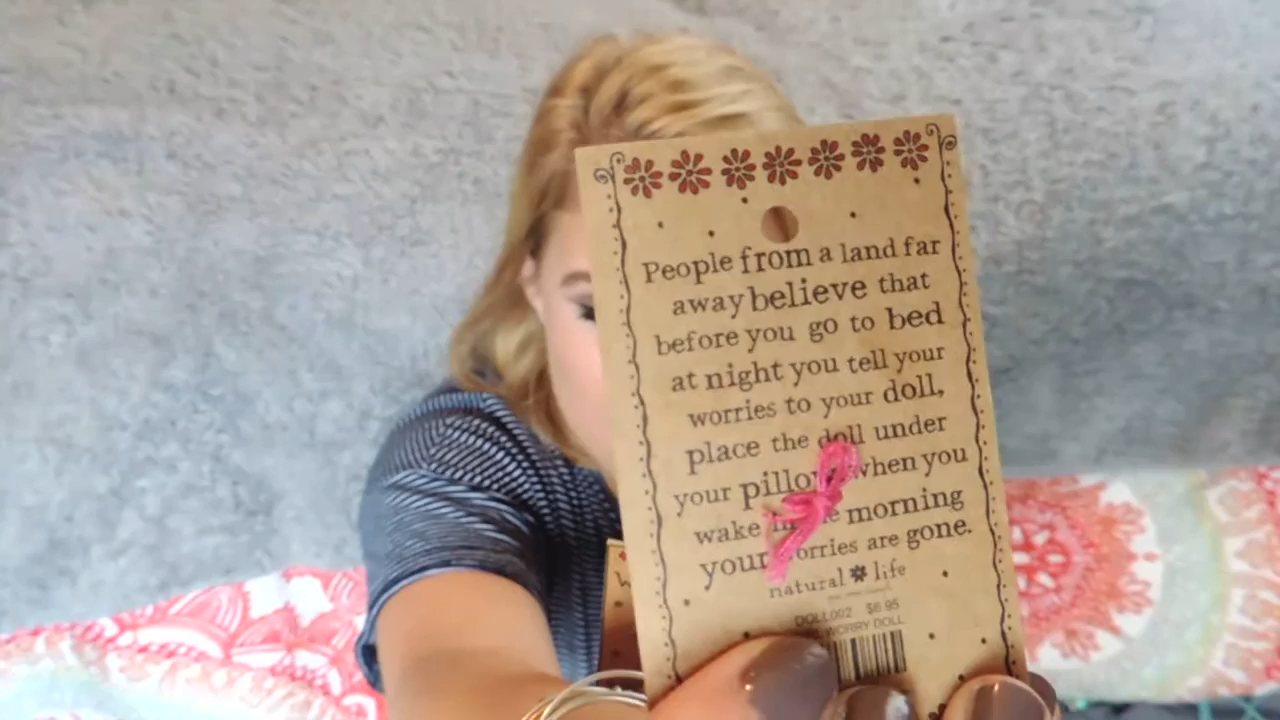 People from a land far
away believe that
before you go to bed
at night you tell your
worries to your doll,
place the doll under
your pillow when you
wake in the morning
your worries are gone.
natural life
DOLL002 $6.95
WORRY DOLL
W